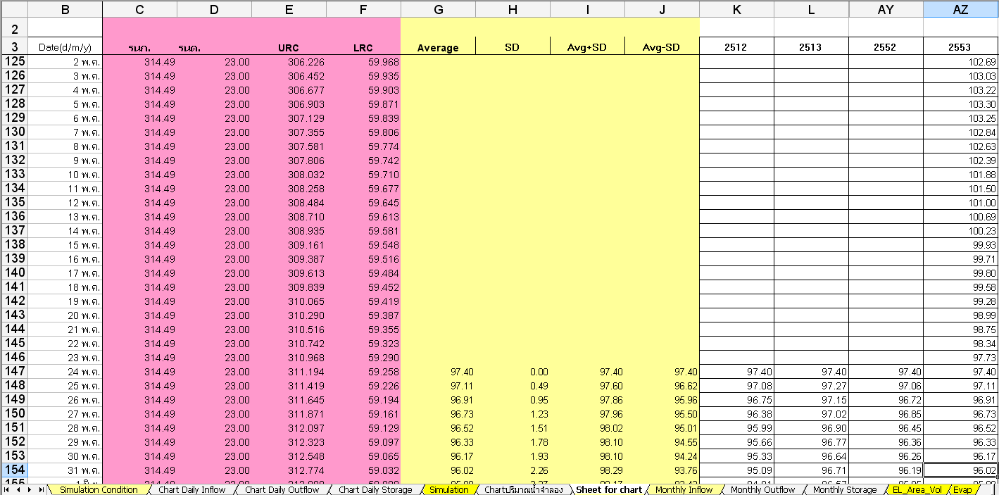 B C D E F G H I J K L AY AZ
2
3 Date(d/m/y) รนก. รนต. URC LRC Average SD Avg+SD Avg-SD 2512 2513 2552 2553
125 2 พ.ค. 314.49 23.00 306.226 59.968 102.69
126 3 พ.ค. 314.49 23.00 306.452 59.935 103.03
127 4 พ.ค. 314.49 23.00 306.677 59.903 103.22
128 5 พ.ค. 314.49 23.00 306.903 59.871 103.30
129 6 พ.ค. 314.49 23.00 307.129 59.839 103.25
130 7 พ.ค. 314.49 23.00 307.355 59.806 102.84
131 8 พ.ค. 314.49 23.00 307.581 59.774 102.63
132 9 พ.ค. 314.49 23.00 307.806 59.742 102.39
133 10 พ.ค. 314.49 23.00 308.032 59.710 101.88
134 11 พ.ค. 314.49 23.00 308.258 59.677 101.50
135 12 พ.ค. 314.49 23.00 308.484 59.645 101.00
136 13 พ.ค. 314.49 23.00 308.710 59.613 100.69
137 14 พ.ค. 314.49 23.00 308.935 59.581 100.23
138 15 พ.ค. 314.49 23.00 309.161 59.548 99.93
139 16 พ.ค. 314.49 23.00 309.387 59.516 99.71
140 17 พ.ค. 314.49 23.00 309.613 59.484 99.80
141 18 พ.ค. 314.49 23.00 309.839 59.452 99.58
142 19 พ.ค. 314.49 23.00 310.065 59.419 99.28
143 20 พ.ค. 314.49 23.00 310.290 59.387 98.99
144 21 พ.ค. 314.49 23.00 310.516 59.355 98.75
145 22 พ.ค. 314.49 23.00 310.742 59.323 98.34
146 23 พ.ค. 314.49 23.00 310.968 59.290 97.73
147 24 พ.ค. 314.49 23.00 311.194 59.258 97.40 0.00 97.40 97.40 97.40 97.40 97.40 97.40
148 25 พ.ค. 314.49 23.00 311.419 59.226 97.11 0.49 97.60 96.62 97.08 97.27 97.06 97.11
149 26 พ.ค. 314.49 23.00 311.645 59.194 96.91 0.95 97.86 95.96 96.75 97.15 96.72 96.91
150 27 พ.ค. 314.49 23.00 311.871 59.161 96.73 1.23 97.96 95.50 96.38 97.02 96.85 96.73
151 28 พ.ค. 314.49 23.00 312.097 59.129 96.52 1.51 98.02 95.01 95.99 96.90 96.45 96.52
152 29 พ.ค. 314.49 23.00 312.323 59.097 96.33 1.78 98.10 94.55 95.66 96.77 96.36 96.33
153 30 พ.ค. 314.49 23.00 312.548 59.065 96.17 1.93 98.10 94.24 95.33 96.64 96.26 96.17
154 31 พ.ค. 314.49 23.00 312.774 59.032 96.02 2.26 98.29 93.76 95.09 96.71 96.19 96.02
Simulation Condition Chart Daily Inflow Chart Daily Outflow Chart Daily Storage Simulation Chartปริมาณน้ำจำลอง Sheet for chart Monthly Inflow Monthly Outflow Monthly Storage EL_Area_Vol Evap